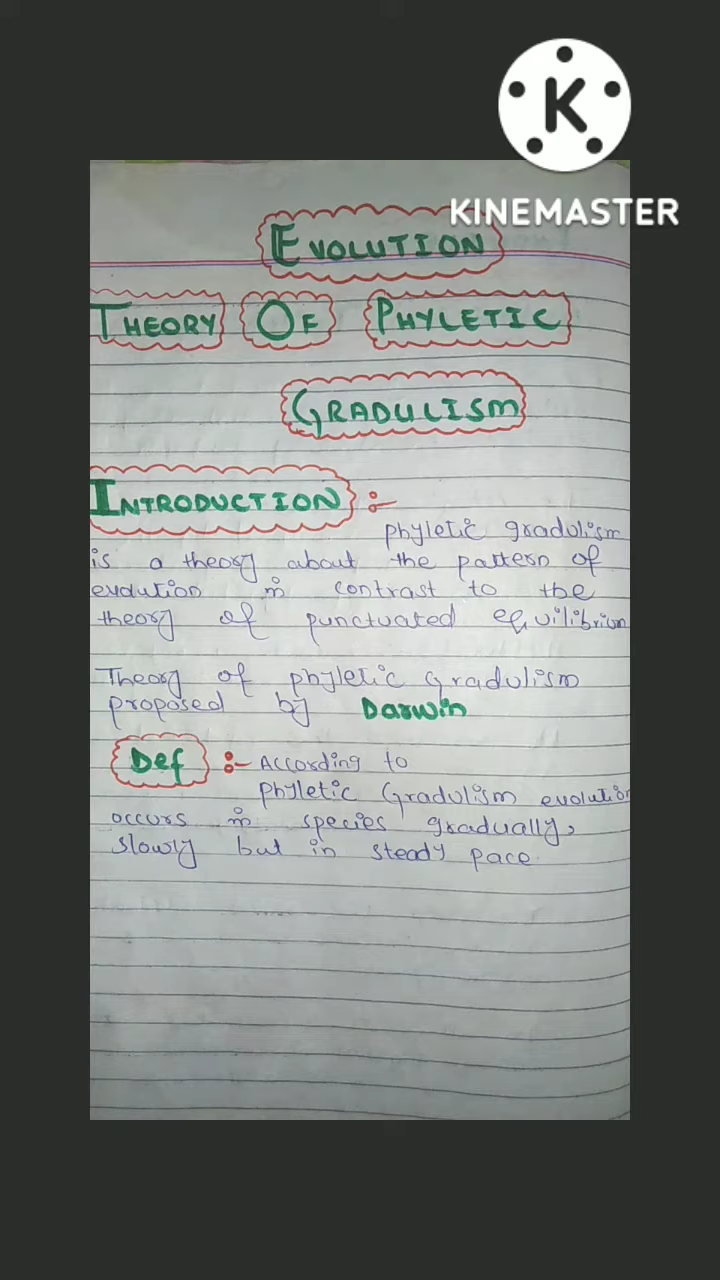 KINEMASTER
EVOLUTION
THEORY OF PHYLETIC
GRADULISM
INTRODUCTION :-
phyletic gradulism
is a theory about the pattern of
evolution in contrast to the
theory of punctuated equilibrium
Theory of phyletic Gradulism
proposed by Darwin
Def :- According to
phyletic Gradulism evolution
occurs in species gradually,
slowly but in steady pace.